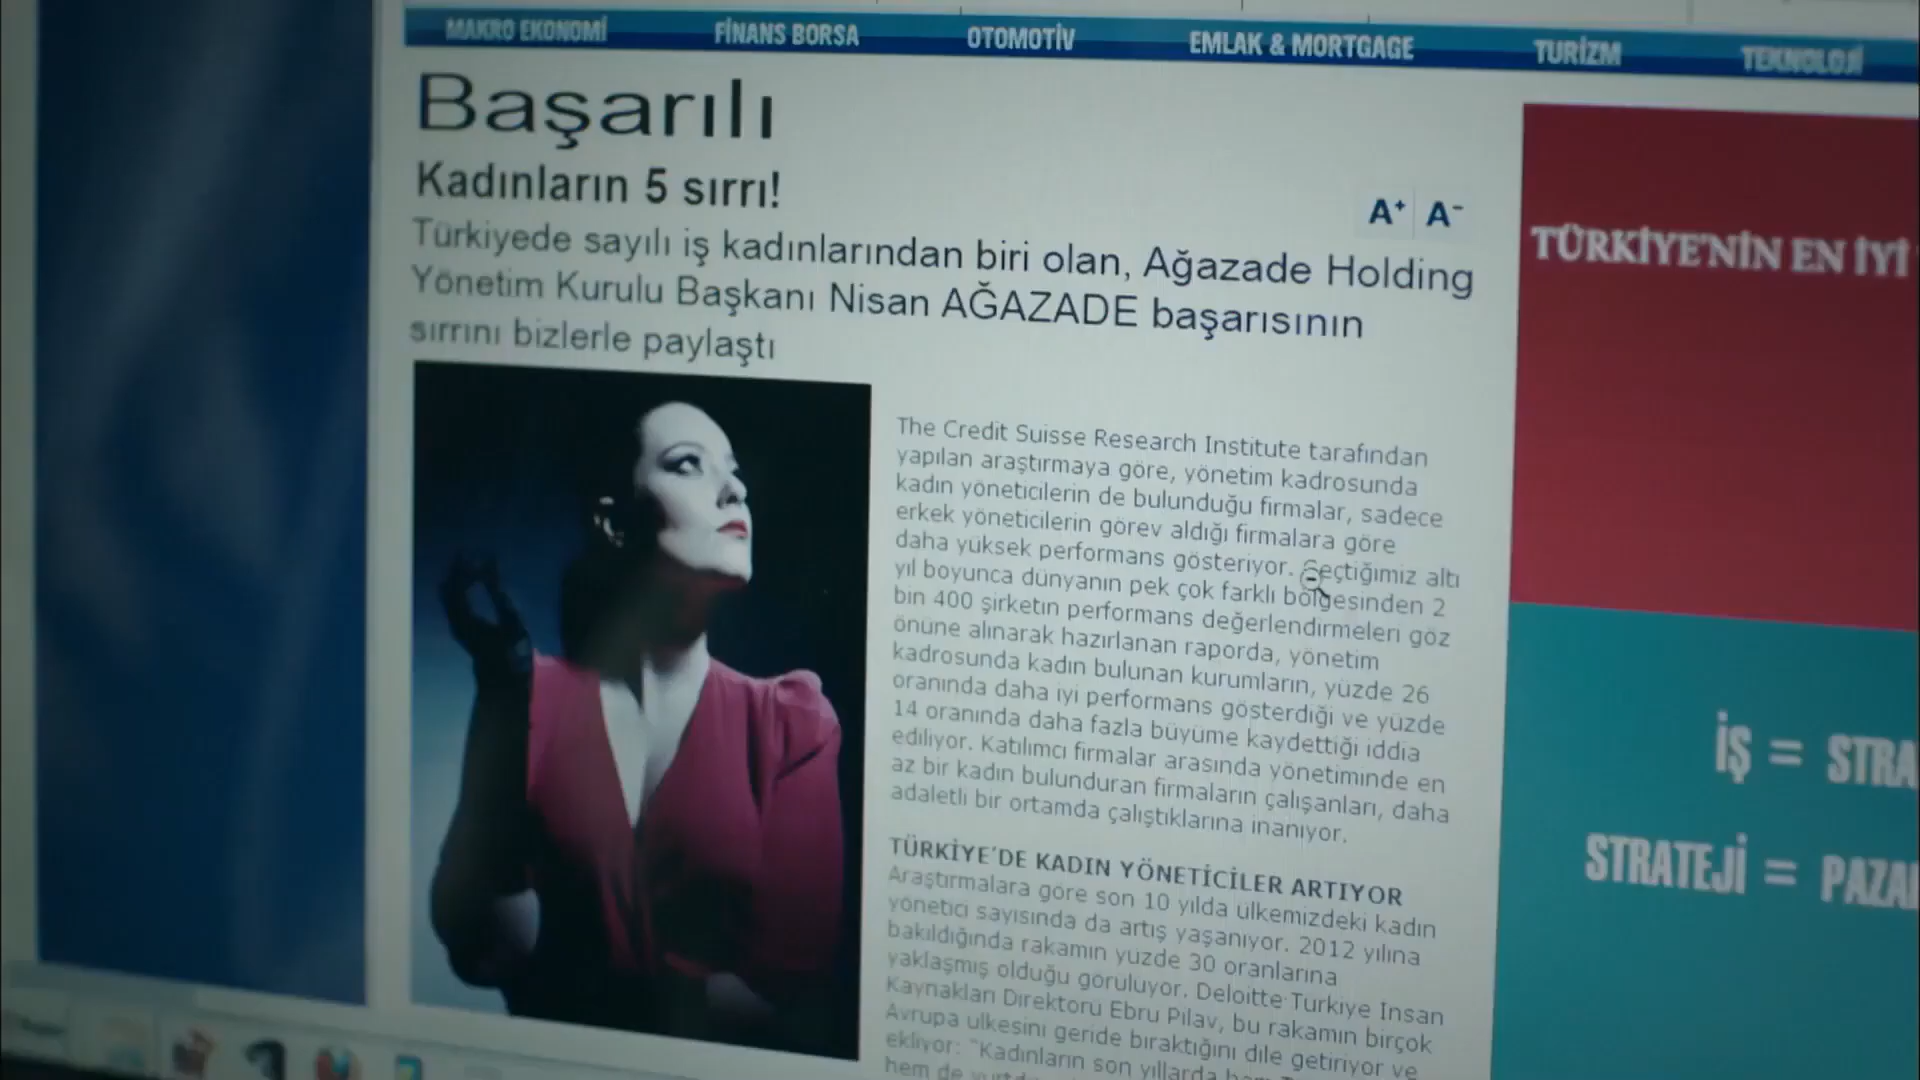 MAKRO EKONOMİ FİNANS BORSA OTOMOTİV EMLAK & MORTGAGE TURİZM TEKNOLOJİ
Başarılı
Kadınların 5 sırrı!
A+ A-
Türkiyede sayılı iş kadınlarından biri olan, Ağazade Holding
Yönetim Kurulu Başkanı Nisan AĞAZADE başarısının
sırrını bizlerle paylaştı
The Credit Suisse Research Institute tarafından
yapılan araştırmaya göre, yönetim kadrosunda
kadın yöneticilerin de bulunduğu firmalar, sadece
erkek yöneticilerin görev aldığı firmalara göre
daha yüksek performans gösteriyor. Geçtiğimiz altı
yıl boyunca dünyanın pek çok farklı bölgesinden 2
bin 400 şirketin performans değerlendirmeleri göz
önüne alınarak hazırlanan raporda, yönetim
kadrosunda kadın bulunan kurumların, yüzde 26
oranında daha iyi performans gösterdiği ve yüzde
14 oranında daha fazla büyüme kaydettiği iddia
ediliyor. Katılımcı firmalar arasında yönetiminde en
az bir kadın bulunduran firmaların çalışanları, daha
adaletli bir ortamda çalıştıklarına inanıyor.
TÜRKİYE'DE KADIN YÖNETİCİLER ARTIYOR
Araştırmalara göre son 10 yılda ülkemizdeki kadın
yönetici sayısında da artış yaşanıyor. 2012 yılına
bakıldığında rakamın yüzde 30 oranlarına
yaklaşmış olduğu görülüyor. Deloitte Türkiye İnsan
Kaynakları Direktörü Ebru Pilav, bu rakamın birçok
Avrupa ülkesini geride bıraktığını dile getiriyor ve
ekliyor: "Kadınların son yıllarda
hem de
TÜRKİYE'NİN EN İYİ
İŞ = STRA
STRATEJİ = PAZA